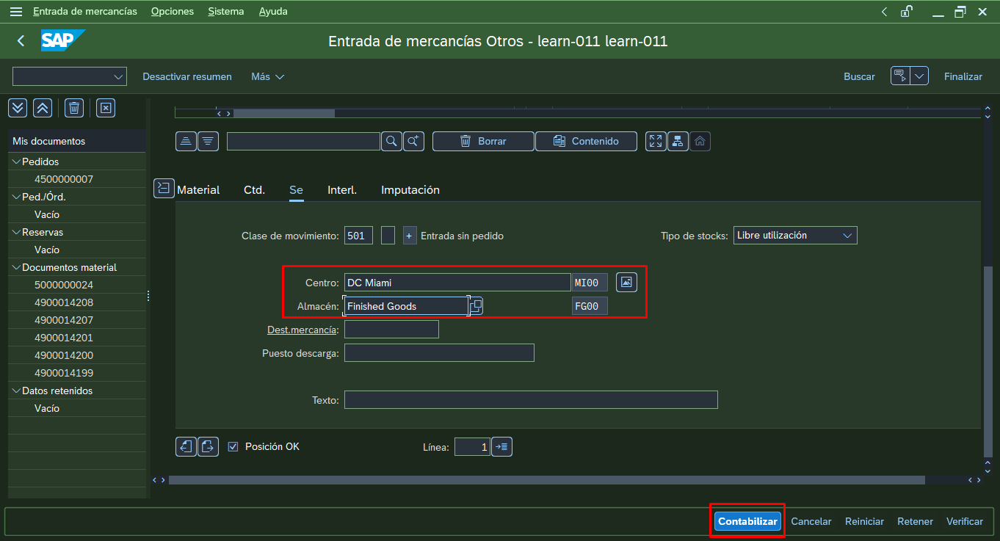 Entrada de mercancías Opciones Sistema Ayuda
SAP Entrada de mercancías Otros - learn-011 learn-011
Desactivar resumen Más Buscar Finalizar
Mis documentos
Pedidos
4500000007
Ped./Órd.
Vacío
Reservas
Vacío
Documentos material
5000000024
4900014208
4900014207
4900014201
4900014200
4900014199
Datos retenidos
Vacío
Borrar Contenido
Material Ctd. Se Interl. Imputación
Clase de movimiento: 501 + Entrada sin pedido Tipo de stocks: Libre utilización
Centro: DC Miami MI00
Almacén: Finished Goods FG00
Dest.mercancía:
Puesto descarga:
Texto:
Posición OK Línea: 1
Contabilizar Cancelar Reiniciar Retener Verificar